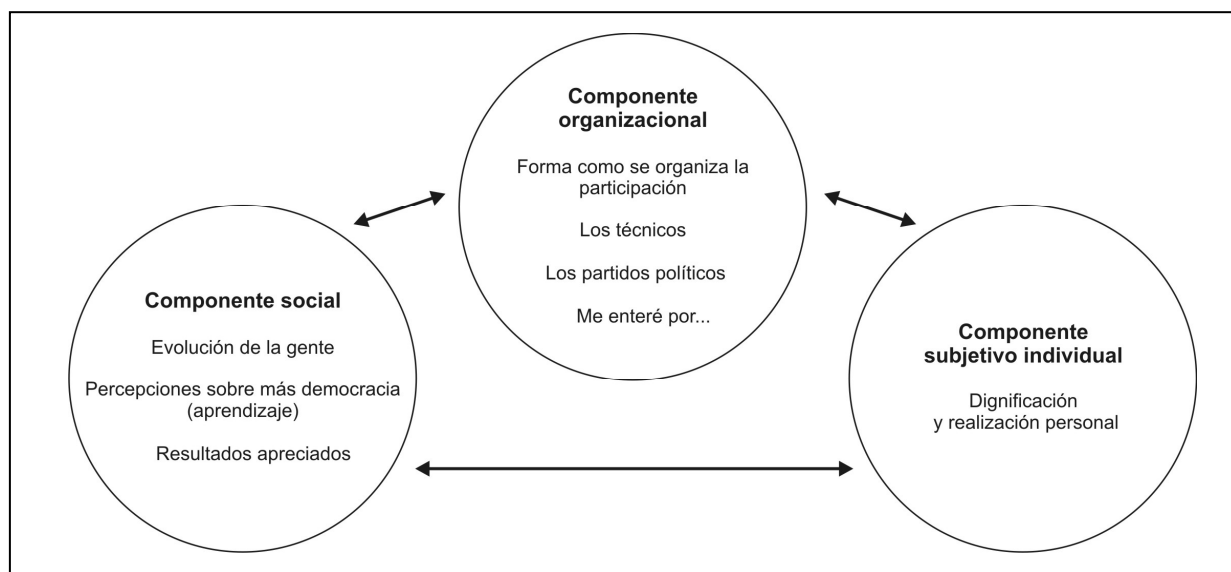 Componente
organizacional
Forma como se organiza la
participación
Los técnicos
Los partidos políticos
Me enteré por...
Componente social
Evolución de la gente
Percepciones sobre más democracia
(aprendizaje)
Resultados apreciados
Componente
subjetivo individual
Dignificación
y realización personal